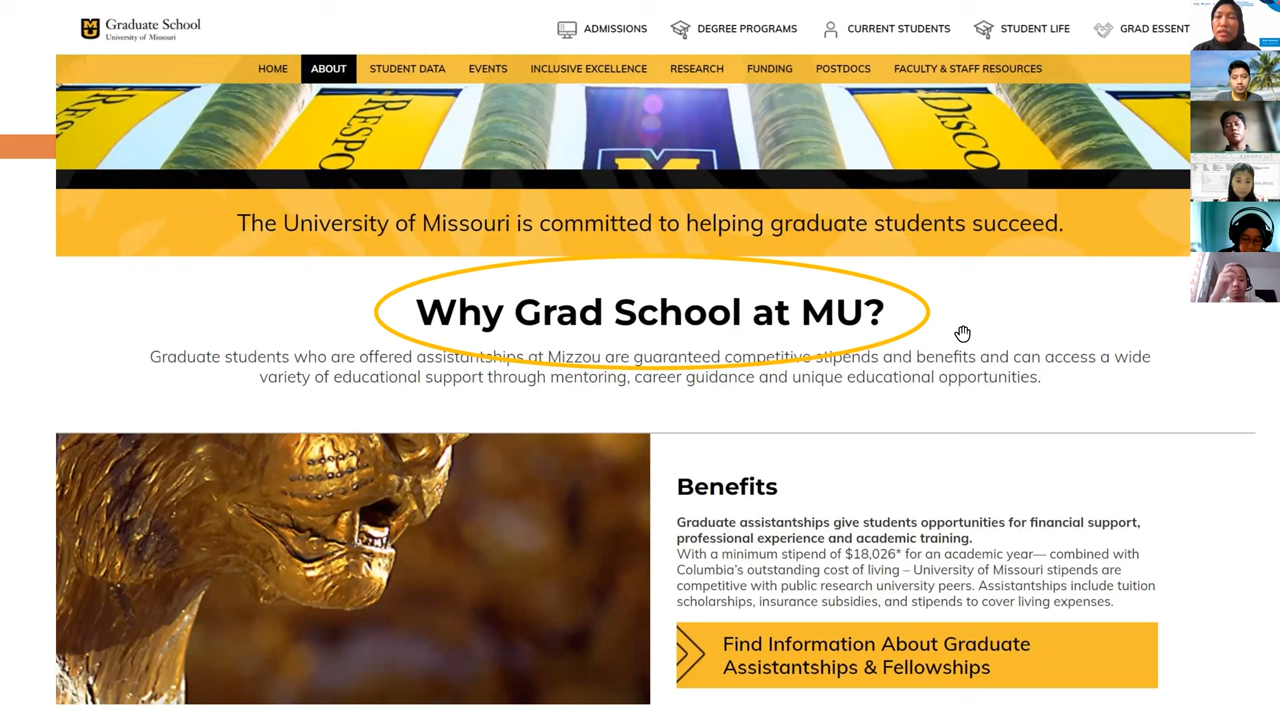 Graduate School
University of Missouri
ADMISSIONS
DEGREE PROGRAMS
CURRENT STUDENTS
STUDENT LIFE
GRAD ESSENT
HOME
ABOUT
STUDENT DATA
EVENTS
INCLUSIVE EXCELLENCE
RESEARCH
FUNDING
POSTDOCS
FACULTY & STAFF RESOURCES
RESPO
DISCO
The University of Missouri is committed to helping graduate students succeed.
Why Grad School at MU?
Graduate students who are offered assistantships at Mizzou are guaranteed competitive stipends and benefits and can access a wide
variety of educational support through mentoring, career guidance and unique educational opportunities.
Benefits
Graduate assistantships give students opportunities for financial support,
professional experience and academic training.
With a minimum stipend of $18,026* for an academic year— combined with
Columbia's outstanding cost of living – University of Missouri stipends are
competitive with public research university peers. Assistantships include tuition
scholarships, insurance subsidies, and stipends to cover living expenses.
Find Information About Graduate
Assistantships & Fellowships